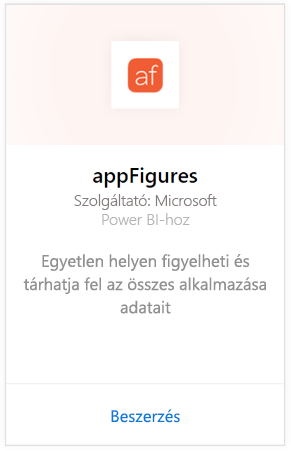 af
appFigures
Szolgáltató: Microsoft
Power BI-hoz
Egyetlen helyen figyelheti és
tárhatja fel az összes alkalmazása
adatait
Beszerzés